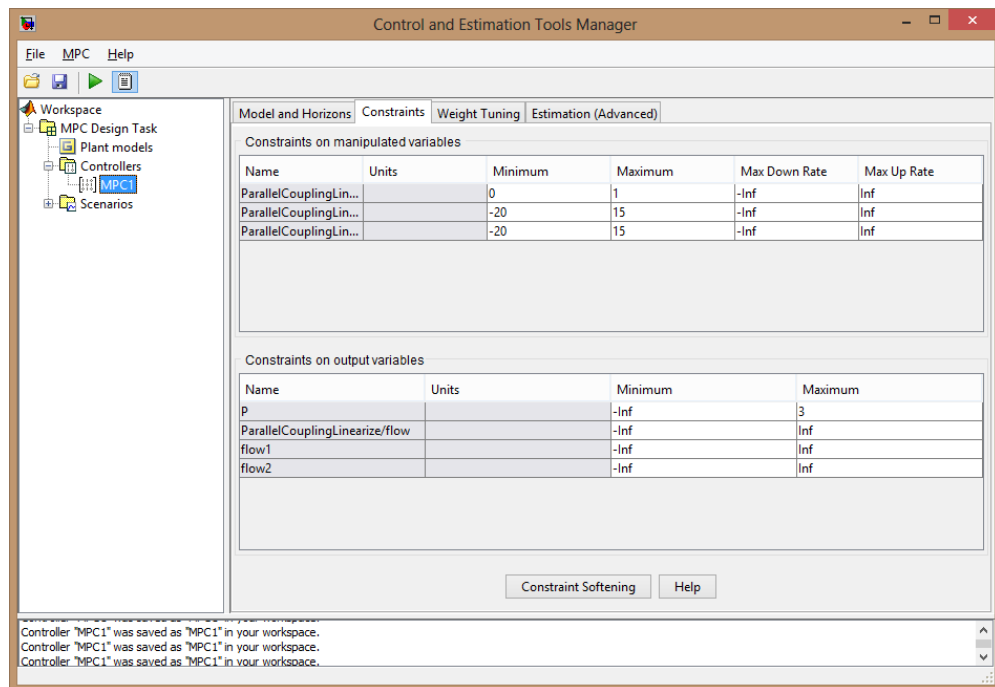 Control and Estimation Tools Manager
File MPC Help
Workspace
MPC Design Task
Plant models
Controllers
MPC1
Scenarios
Model and Horizons Constraints Weight Tuning Estimation (Advanced)
Constraints on manipulated variables
Name Units Minimum Maximum Max Down Rate Max Up Rate
ParallelCouplingLin... 0 1 -Inf Inf
ParallelCouplingLin... -20 15 -Inf Inf
ParallelCouplingLin... -20 15 -Inf Inf
Constraints on output variables
Name Units Minimum Maximum
P -Inf 3
ParallelCouplingLinearize/flow -Inf Inf
flow1 -Inf Inf
flow2 -Inf Inf
Constraint Softening Help
Controller "MPC1" was saved as "MPC1" in your workspace.
Controller "MPC1" was saved as "MPC1" in your workspace.
Controller "MPC1" was saved as "MPC1" in your workspace.